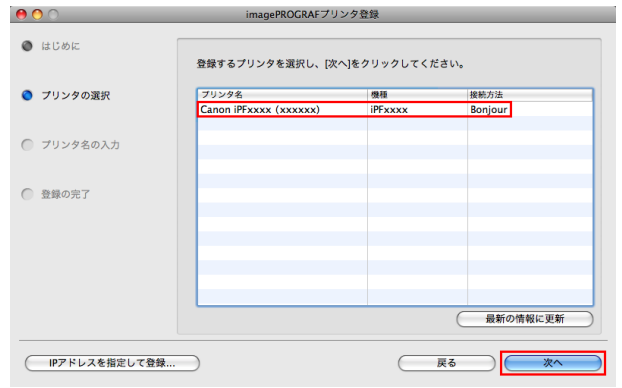 imagePROGRAFプリンタ登録
はじめに
プリンタの選択
プリンタ名の入力
登録の完了
登録するプリンタを選択し、[次へ]をクリックしてください。
プリンタ名 機種 接続方法
Canon iPFxxxx (xxxxxx) iPFxxxx Bonjour
最新の情報に更新
IPアドレスを指定して登録... 戻る 次へ